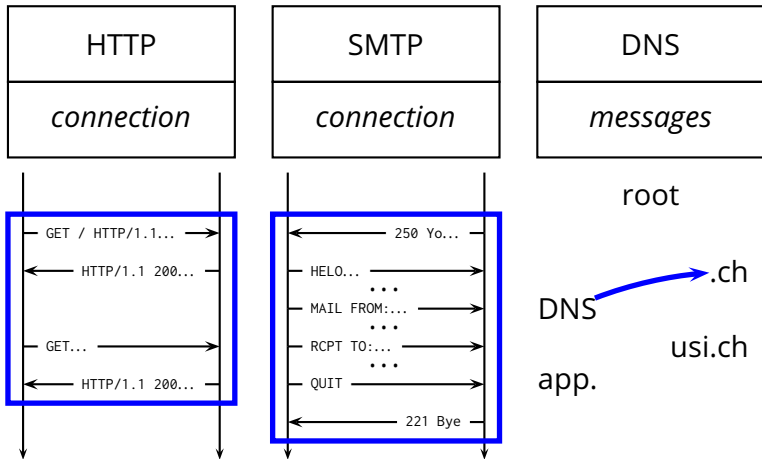 HTTP
connection
GET / HTTP/1.1...
HTTP/1.1 200...
GET...
HTTP/1.1 200...
SMTP
connection
250 Yo...
HELO...
...
MAIL FROM:...
...
RCPT TO:...
...
QUIT
221 Bye
DNS
messages
root
.ch
DNS
usi.ch
app.